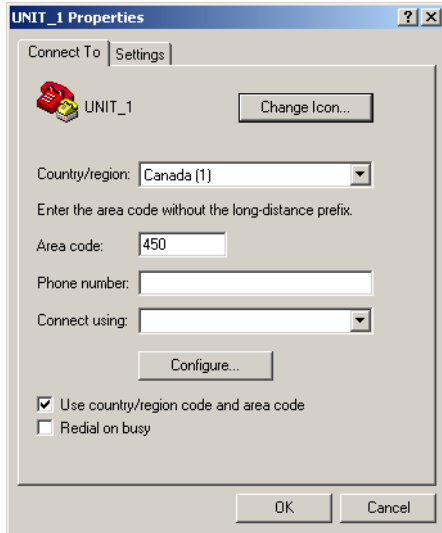 UNIT_1 Properties
Connect To
Settings
UNIT_1
Change Icon...
Country/region: Canada (1)
Enter the area code without the long-distance prefix.
Area code: 450
Phone number:
Connect using:
Configure...
Use country/region code and area code
Redial on busy
OK
Cancel